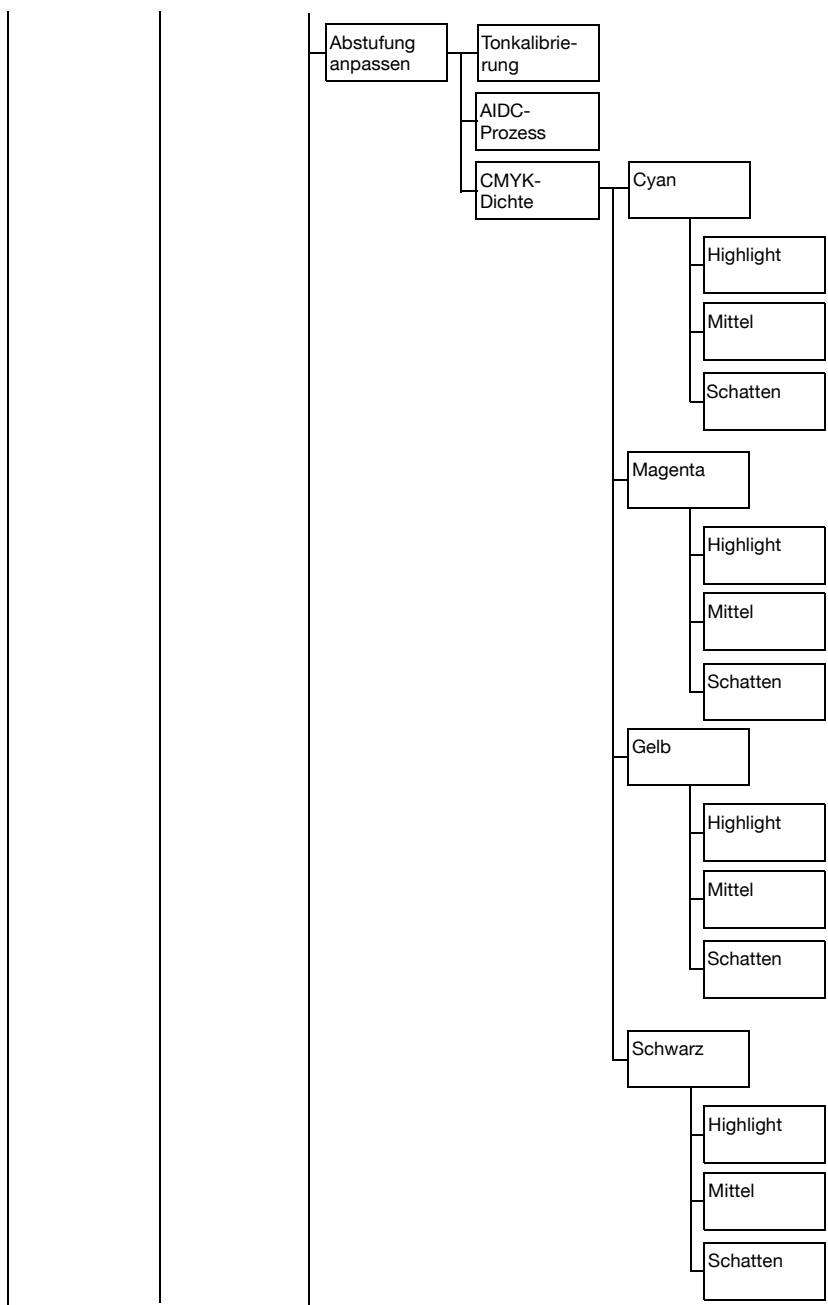 Abstufung
anpassen
Tonkalibrie-
rung
AIDC-
Prozess
CMYK-
Dichte
Cyan
Highlight
Mittel
Schatten
Magenta
Highlight
Mittel
Schatten
Gelb
Highlight
Mittel
Schatten
Schwarz
Highlight
Mittel
Schatten